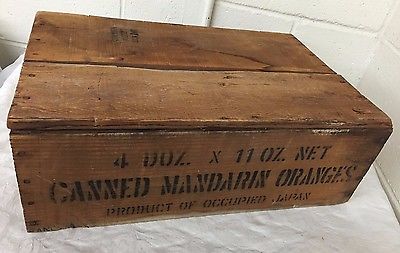 4 DOZ. X 11 OZ. NET
CANNED MANDARIN ORANGES
PRODUCT OF OCCUPIED JAPAN